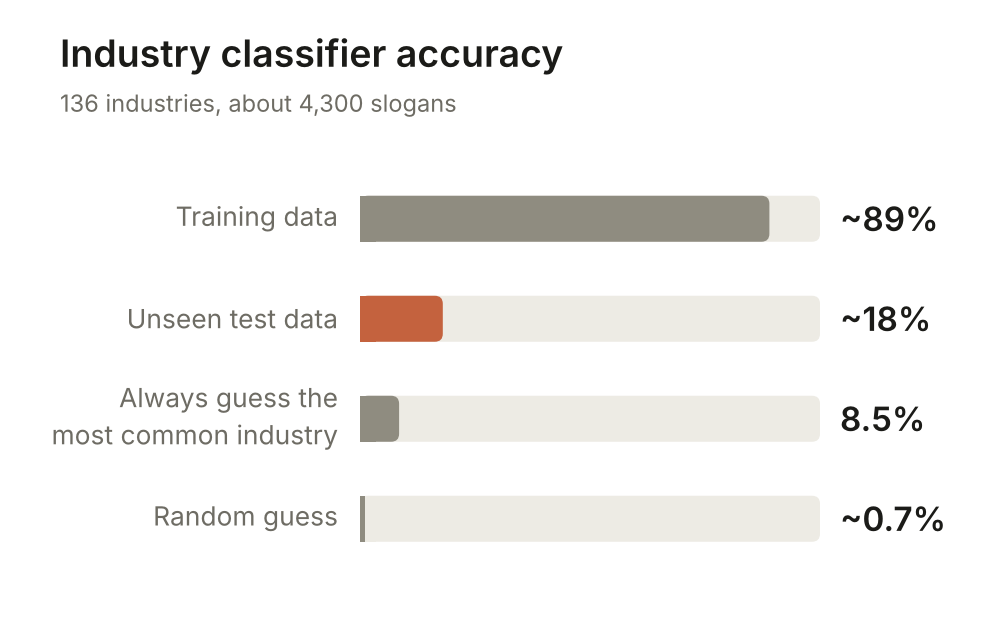 Industry classifier accuracy
136 industries, about 4,300 slogans
Training data
~89%
Unseen test data
~18%
Always guess the
most common industry
8.5%
Random guess
~0.7%